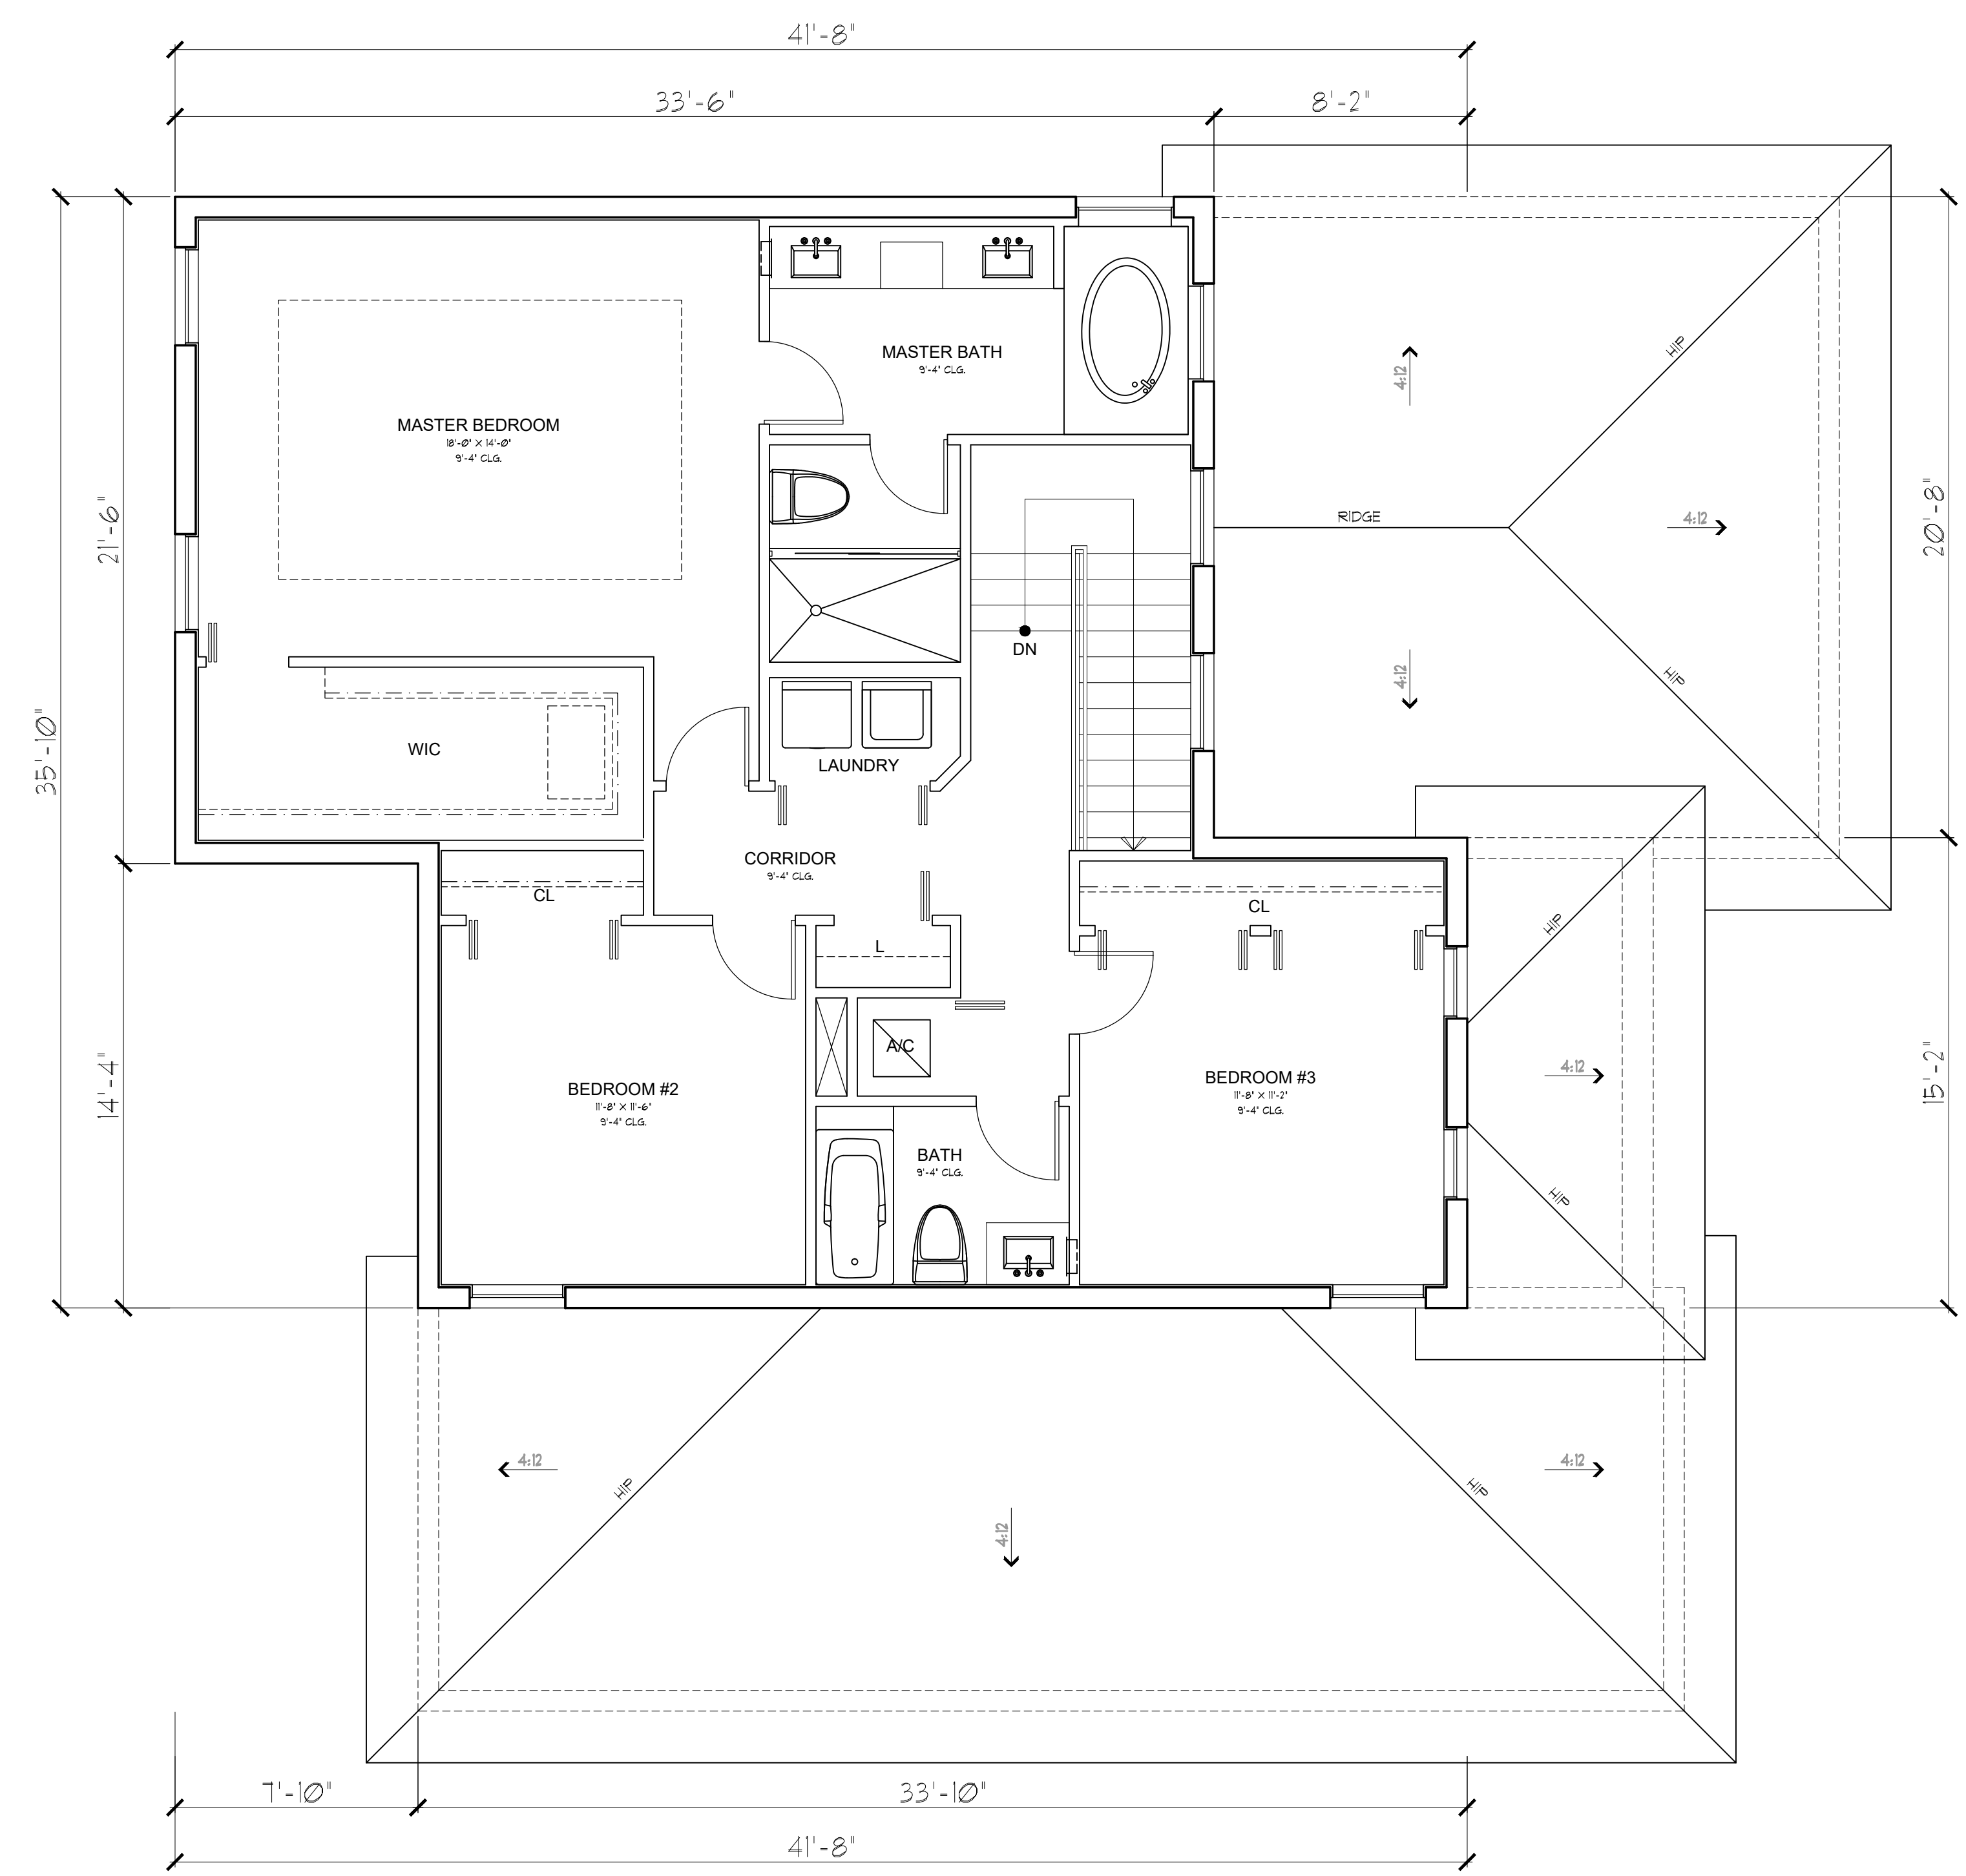 41'-8"
33'-6"
8'-2"
MASTER BATH
9'-4" CLG.
HIP
4:12
MASTER BEDROOM
18'-0" X 14'-0"
9'-4" CLG.
21'-6"
RIDGE
4:12
20'-8"
DN
4:12
HIP
35'-10"
WIC
LAUNDRY
CORRIDOR
9'-4" CLG.
CL
CL
HIP
L
A/C
14'-4"
BEDROOM #2
11'-8" X 11'-6"
9'-4" CLG.
BEDROOM #3
11'-8" X 11'-2"
9'-4" CLG.
4:12
15'-2"
BATH
9'-4" CLG.
HIP
4:12
4:12
HIP
HIP
4:12
7'-10"
33'-10"
41'-8"